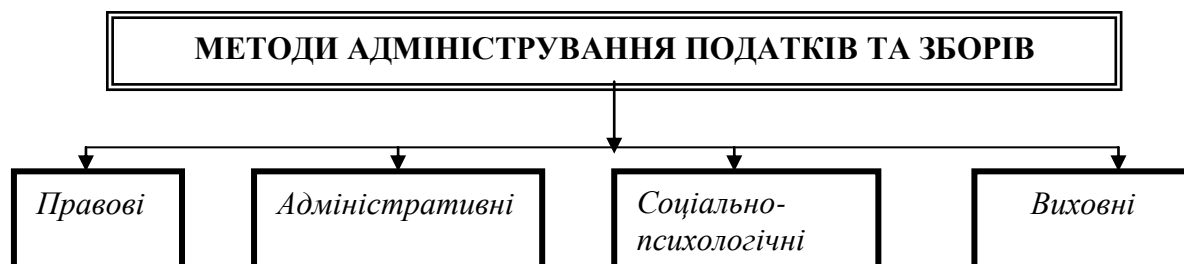 МЕТОДИ АДМІНІСТРУВАННЯ ПОДАТКІВ ТА ЗБОРІВ
Правові
Адміністративні
Соціально-
психологічні
Виховні